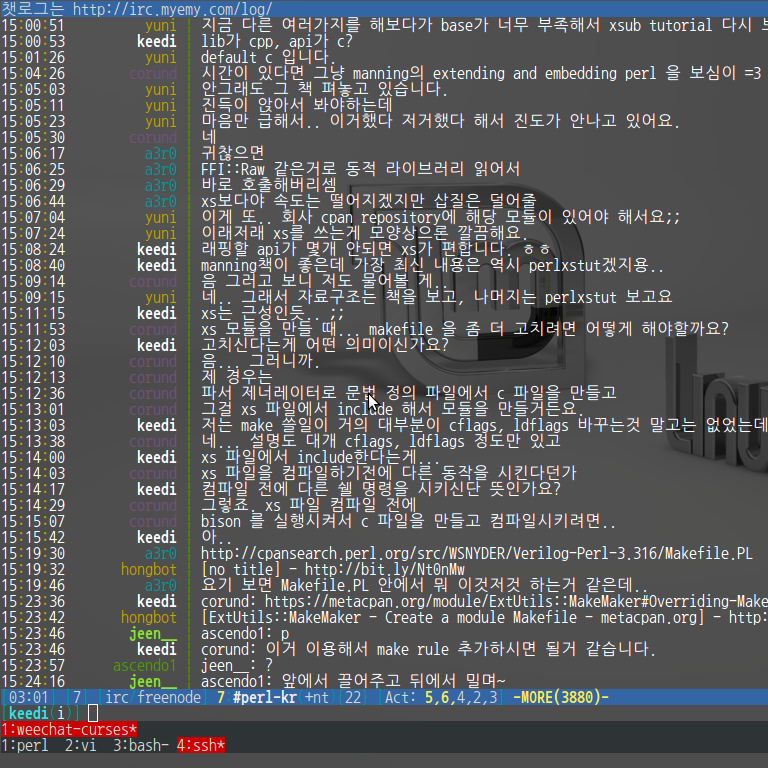 챗로그는 http://irc.myemy.com/log/
15:00:51 yuni 지금 다른 여러가지를 해보다가 base가 너무 부족해서 xsub tutorial 다시
15:00:53 keedi lib가 cpp, api가 c?
15:01:26 yuni default c 입니다.
15:04:26 corund 시간이 있다면 그냥 manning의 extending and embedding perl 을 보심이 =3
15:05:03 yuni 안그래도 그 책 펴놓고 있습니다.
15:05:11 yuni 진득이 앉아서 봐야하는데
15:05:23 yuni 마음만 급해서.. 이거했다 저거했다 해서 진도가 안나고 있어요.
15:05:30 corund 네
15:06:17 a3r0 귀찮으면
15:06:25 a3r0 FFI::Raw 같은거로 동적 라이브러리 읽어서
15:06:29 a3r0 바로 호출해버리셈
15:06:44 a3r0 xs보다야 속도는 떨어지겠지만 삽질은 덜어줄
15:07:04 yuni 이게 또.. 회사 cpan repository에 해당 모듈이 있어야 해서요;;
15:07:24 yuni 이래저래 xs를 쓰는게 모양상으론 깔끔해요.
15:08:24 keedi 래핑할 api가 몇개 안되면 xs가 편합니다. ㅎㅎ
15:08:40 keedi manning책이 좋은데 가장 최신 내용은 역시 perlxstut겠지용..
15:09:14 corund 음 그러고 보니 저도 물어볼 게..
15:09:15 yuni 네.. 그래서 자료구조는 책을 보고, 나머지는 perlxstut 보고요
15:11:15 keedi xs는 근성인듯.. ;;
15:11:53 corund xs 모듈을 만들 때... makefile 을 좀 더 고치려면 어떻게 해야할까요?
15:12:03 keedi 고치신다는게 어떤 의미이신가요?
15:12:10 corund 음... 그러니까.
15:12:13 corund 제 경우는
15:12:36 corund 파서 제너레이터로 문법 정의 파일에서 c 파일을 만들고
15:13:01 corund 그걸 xs 파일에서 include 해서 모듈을 만들거든요.
15:13:03 keedi 저는 make 쓸일이 거의 대부분이 cflags, ldflags 바꾸는것 말고는 없었는데
15:13:38 corund 네... 설명도 대개 cflags, ldflags 정도만 있고
15:14:00 keedi xs 파일에서 include한다는게...
15:14:03 corund xs 파일을 컴파일하기전에 다른 동작을 시킨다던가
15:14:17 keedi 컴파일 전에 다른 쉘 명령을 시키신단 뜻인가요?
15:14:29 corund 그렇죠. xs 파일 컴파일 전에
15:15:07 corund bison 를 실행시켜서 c 파일을 만들고 컴파일시키려면..
15:15:42 keedi 아..
15:19:30 a3r0 http://cpansearch.perl.org/src/WSNYDER/Verilog-Perl-3.316/Makefile.PL
15:19:32 hongbot [no title] - http://bit.ly/Nt0nMw
15:19:46 a3r0 요기 보면 Makefile.PL 안에서 뭐 이것저것 하는거 같은데..
15:23:36 keedi corund: https://metacpan.org/module/ExtUtils::MakeMaker#Overriding-Make
15:23:42 hongbot [ExtUtils::MakeMaker - Create a module Makefile - metacpan.org] - http:
15:23:46 jeen__ ascendo1: p
15:23:46 keedi corund: 이거 이용해서 make rule 추가하시면 될거 같습니다.
15:23:57 ascendo1 jeen__: ?
15:24:16 jeen__ ascendo1: 앞에서 끌어주고 뒤에서 밀며~
[03:01] [7] [irc/freenode] 7 #perl-kr(+nt){22} [Act: 5,6,4,2,3] -MORE(3880)-
[keedi(i)]
1:weechat-curses*
1:perl 2:vi 3:bash- 4:ssh*